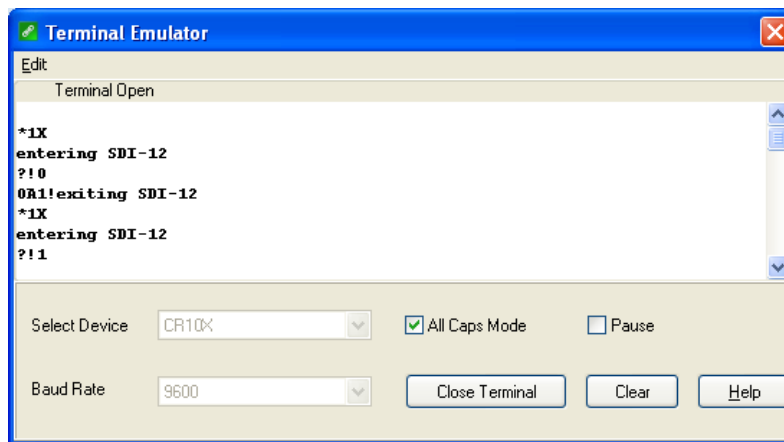 Terminal Emulator
Edit
Terminal Open
*1X
entering SDI-12
?!0
0A1!exiting SDI-12
*1X
entering SDI-12
?!1
Select Device CR10X All Caps Mode Pause
Baud Rate 9600 Close Terminal Clear Help